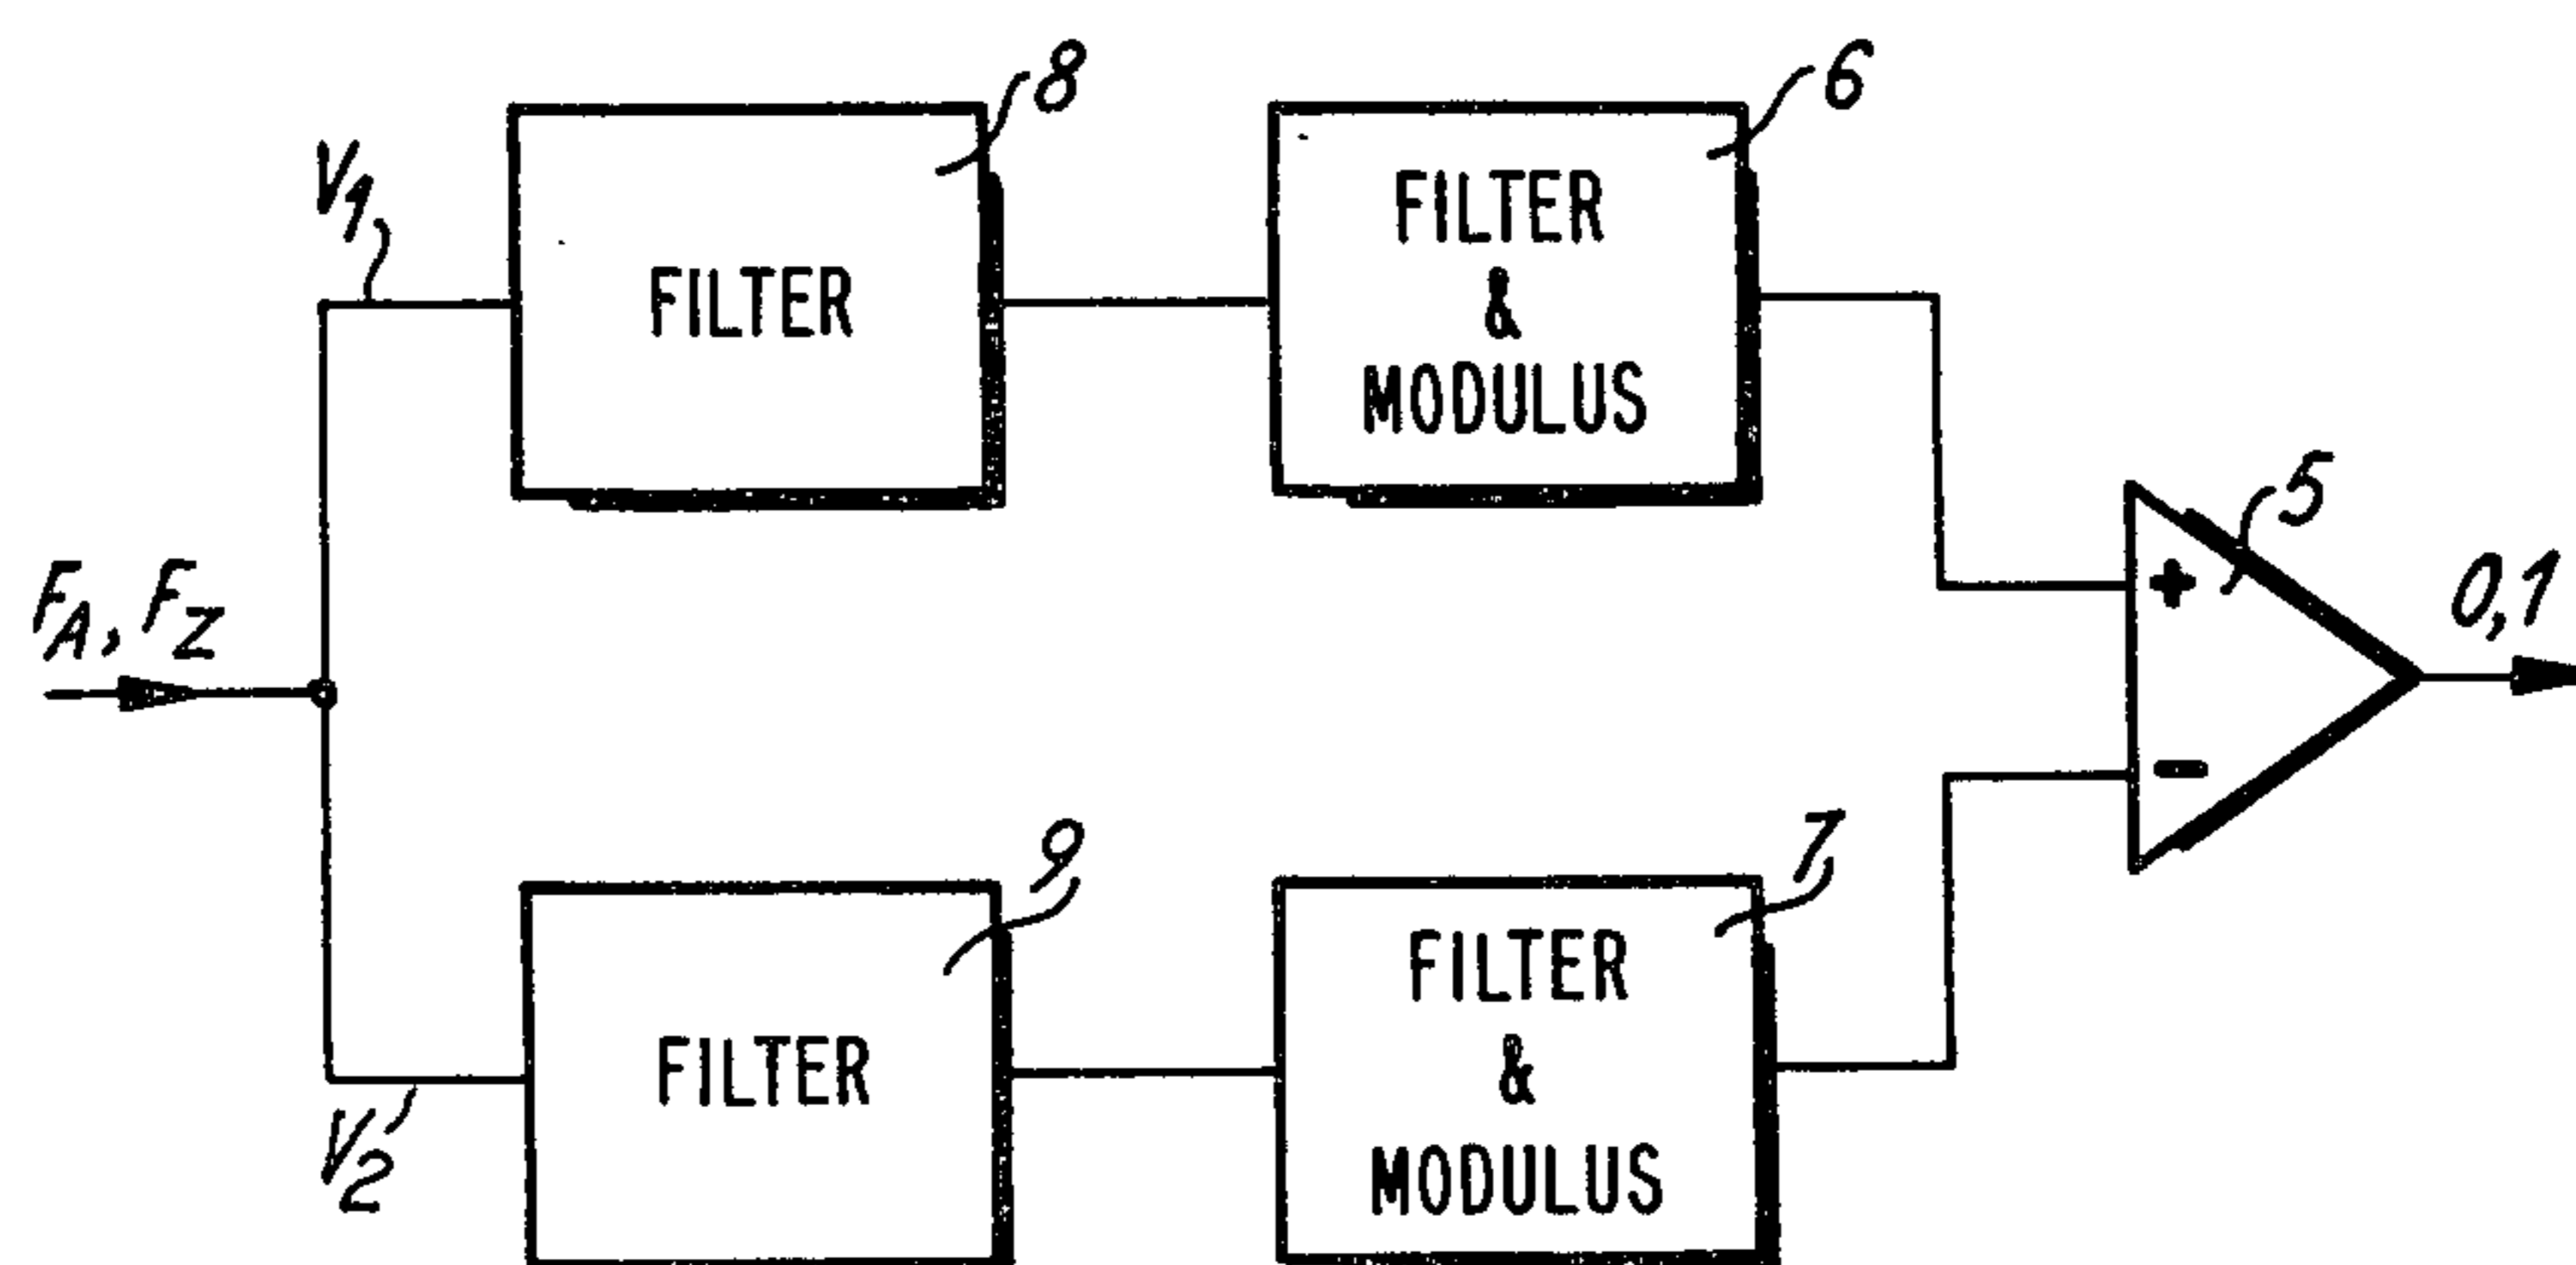 8
6
V1
FILTER
FILTER
&
MODULUS
5
FA, FZ
+
0,1
-
9
7
V2
FILTER
FILTER
&
MODULUS